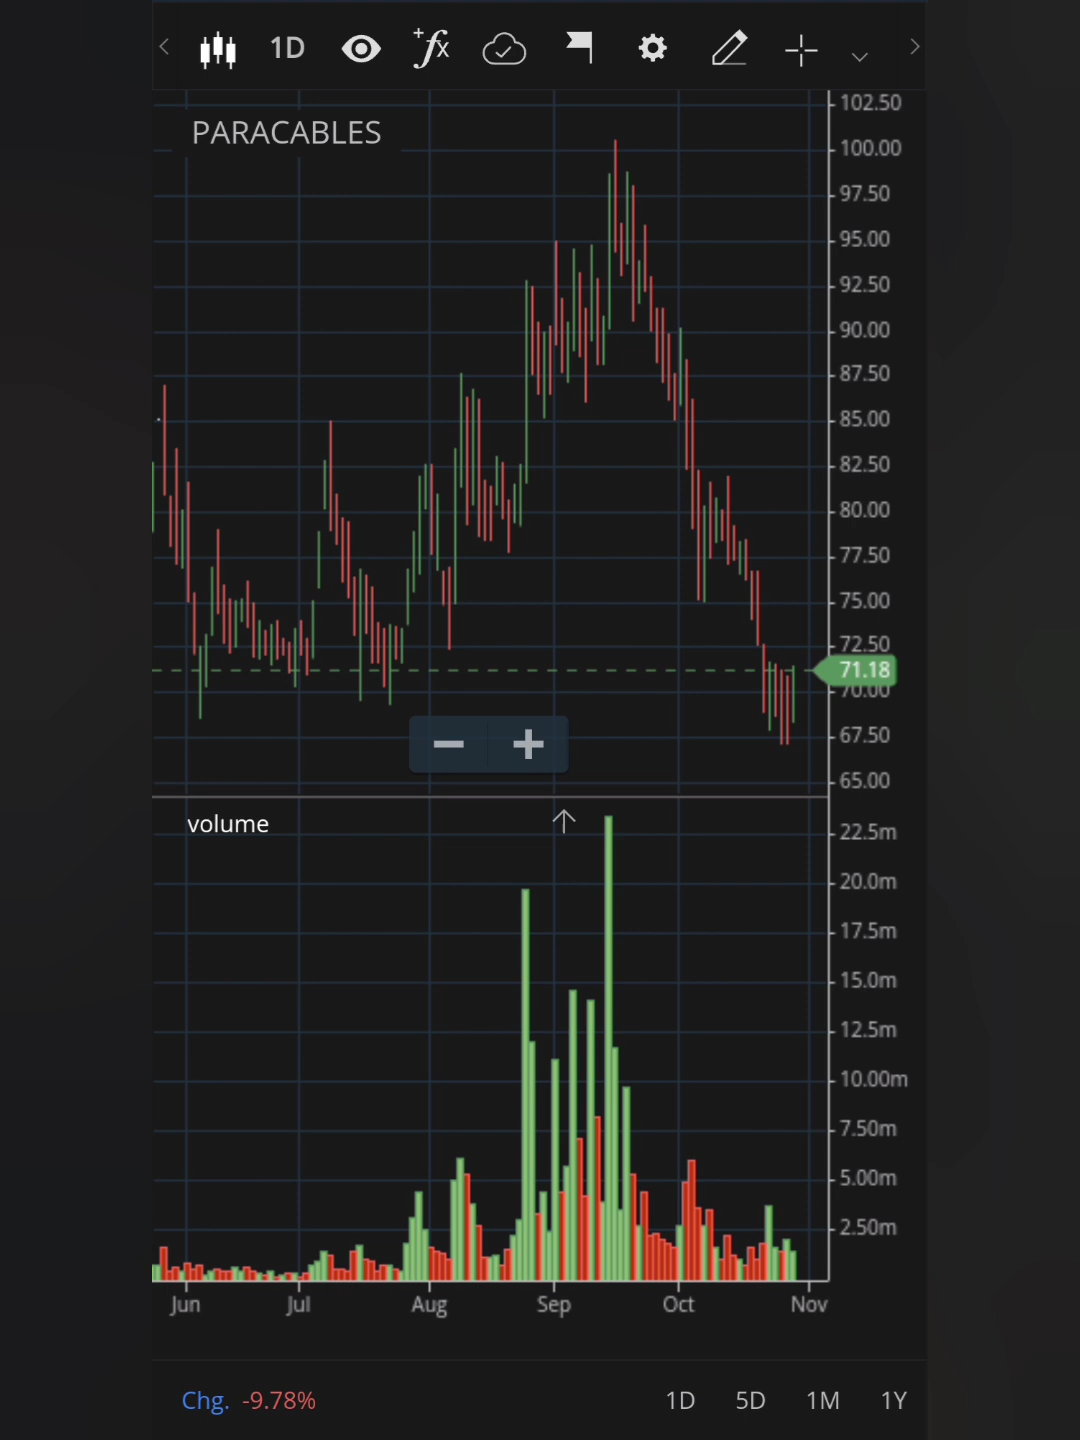 1D
+fx
PARACABLES
102.50
100.00
97.50
95.00
92.50
90.00
87.50
85.00
82.50
80.00
77.50
75.00
72.50
71.18
70.00
67.50
65.00
volume
22.5m
20.0m
17.5m
15.0m
12.5m
10.00m
7.50m
5.00m
2.50m
Jun Jul Aug Sep Oct Nov
Chg. -9.78% 1D 5D 1M 1Y